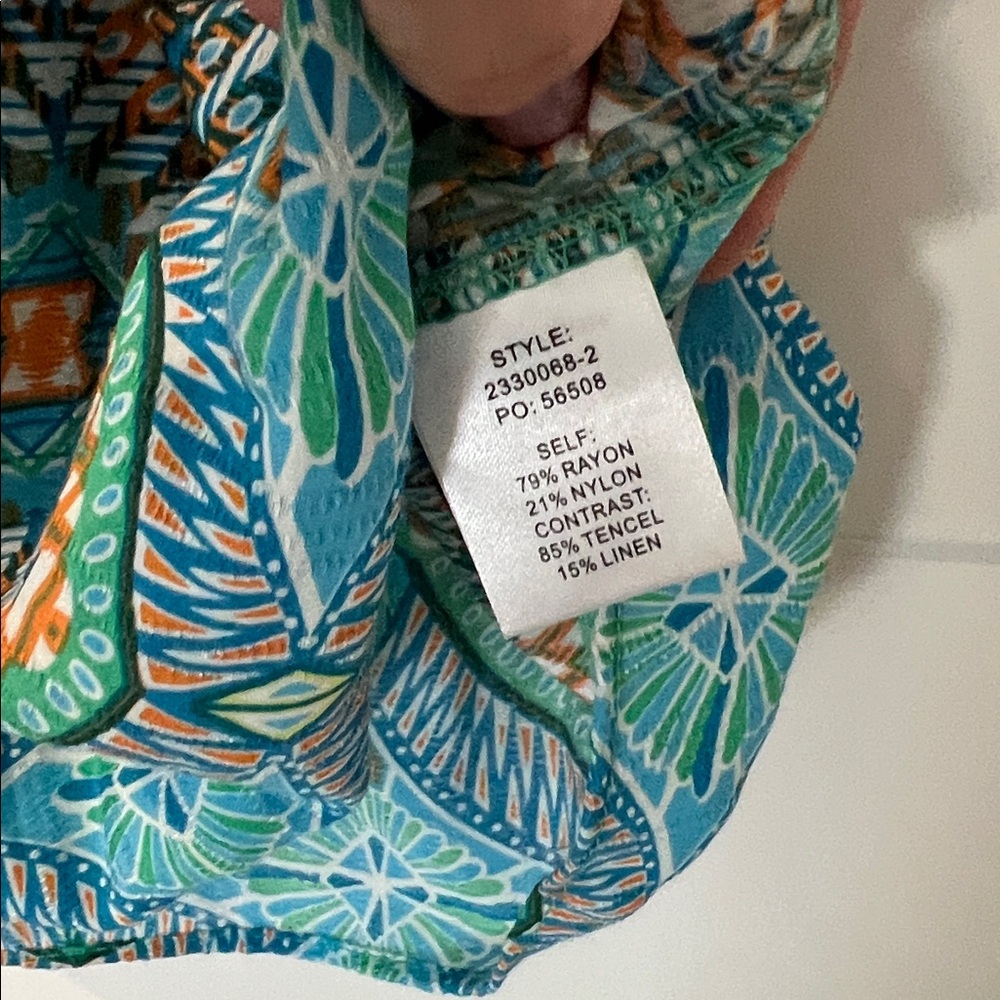 STYLE:
2330068-2
PO: 56508
SELF:
79% RAYON
21% NYLON
CONTRAST:
85% TENCEL
15% LINEN